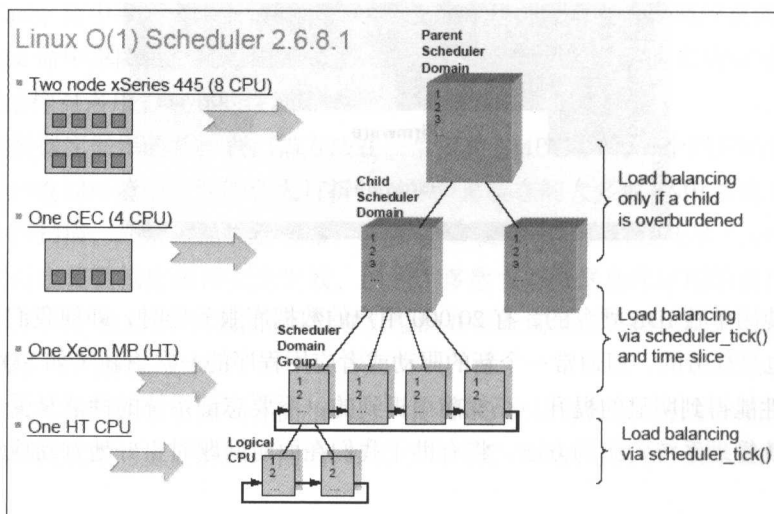 Linux O(1) Scheduler 2.6.8.1
Parent
Scheduler
Domain
Two node xSeries 445 (8 CPU)
1
2
3
...
Child
Scheduler
Domain
Load balancing
only if a child
is overburdened
One CEC (4 CPU)
1
2
3
...
1
2
3
...
Scheduler
Domain
Group
Load balancing
via scheduler_tick()
and time slice
One Xeon MP (HT)
1
2
...
1
2
...
1
2
...
1
2
...
One HT CPU
Logical
CPU
1
2
...
1
2
...
Load balancing
via scheduler_tick()